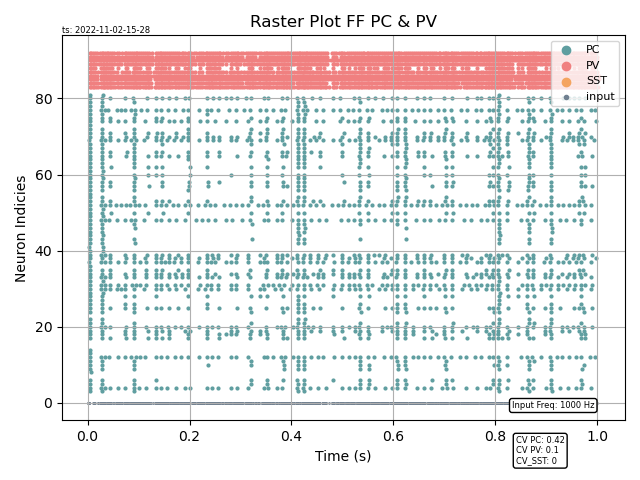 Raster Plot FF PC & PV
ts: 2022-11-02-15-28
PC
PV
SST
input
80
60
40
20
0
Neuron Indicies
Input Freq: 1000 Hz
0.0 0.2 0.4 0.6 0.8 1.0
Time (s)
CV PC: 0.42
CV PV: 0.1
CV_SST: 0